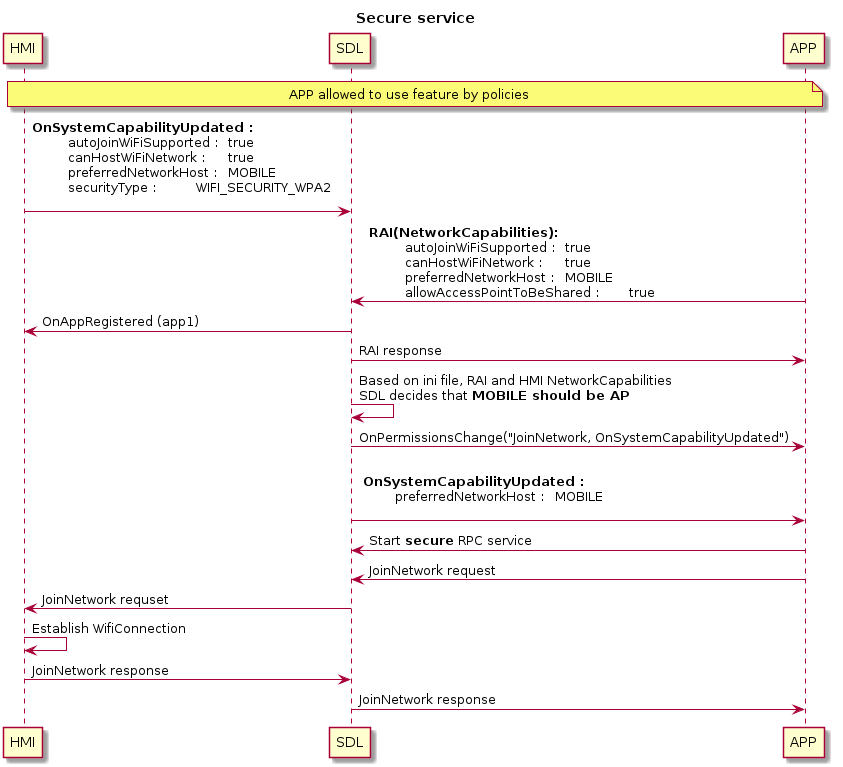 Secure service
HMI SDL APP
APP allowed to use feature by policies
OnSystemCapabilityUpdated :
autoJoinWiFiSupported : true
canHostWiFiNetwork : true
preferredNetworkHost : MOBILE
securityType : WIFI_SECURITY_WPA2
RAI(NetworkCapabilities):
autoJoinWiFiSupported : true
canHostWiFiNetwork : true
preferredNetworkHost : MOBILE
allowAccessPointToBeShared : true
OnAppRegistered (app1)
RAI response
Based on ini file, RAI and HMI NetworkCapabilities
SDL decides that MOBILE should be AP
OnPermissionsChange("JoinNetwork, OnSystemCapabilityUpdated")
OnSystemCapabilityUpdated :
preferredNetworkHost : MOBILE
Start secure RPC service
JoinNetwork request
JoinNetwork requset
Establish WifiConnection
JoinNetwork response
JoinNetwork response
HMI SDL APP